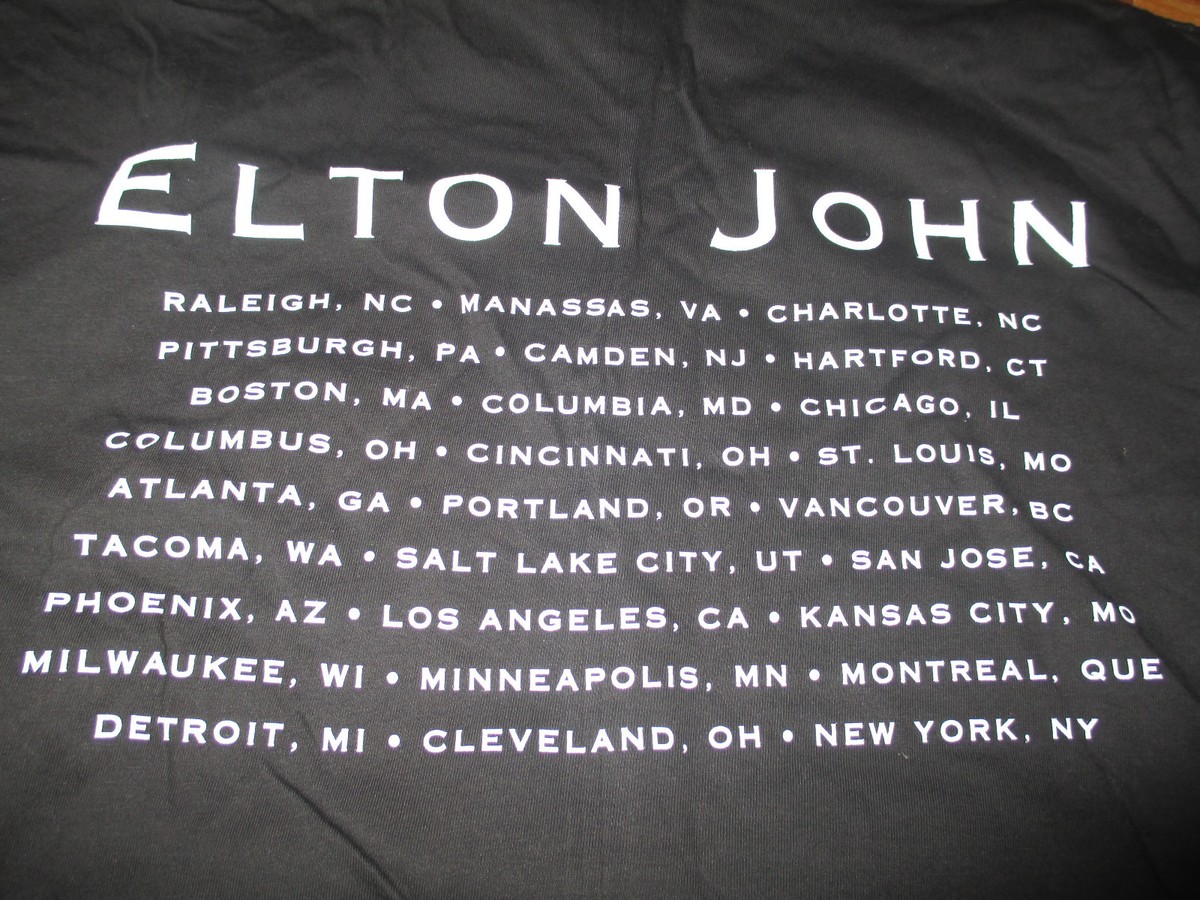 ELTON JOHN
RALEIGH, NC • MANASSAS, VA • CHARLOTTE, NC
PITTSBURGH, PA • CAMDEN, NJ • HARTFORD, CT
BOSTON, MA • COLUMBIA, MD • CHICAGO, IL
COLUMBUS, OH • CINCINNATI, OH • ST. LOUIS, MO
ATLANTA, GA • PORTLAND, OR • VANCOUVER, BC
TACOMA, WA • SALT LAKE CITY, UT • SAN JOSE, CA
PHOENIX, AZ • LOS ANGELES, CA • KANSAS CITY, MO
MILWAUKEE, WI • MINNEAPOLIS, MN • MONTREAL, QUE
DETROIT, MI • CLEVELAND, OH • NEW YORK, NY